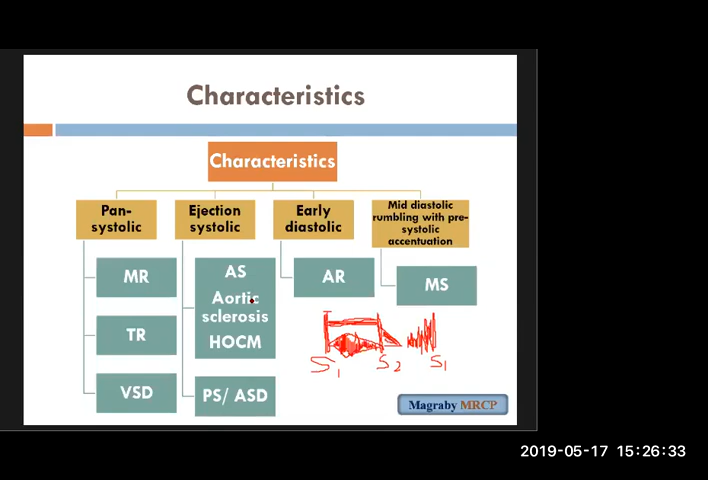 Characteristics
Characteristics
Pan-
systolic
Ejection
systolic
Early
diastolic
Mid diastolic
rumbling with pre-
systolic
accentuation
MR
TR
VSD
AS
Aortic
sclerosis
HOCM
PS/ ASD
AR
MS
S1
S2
S1
Magraby MRCP
2019-05-17 15:26:33